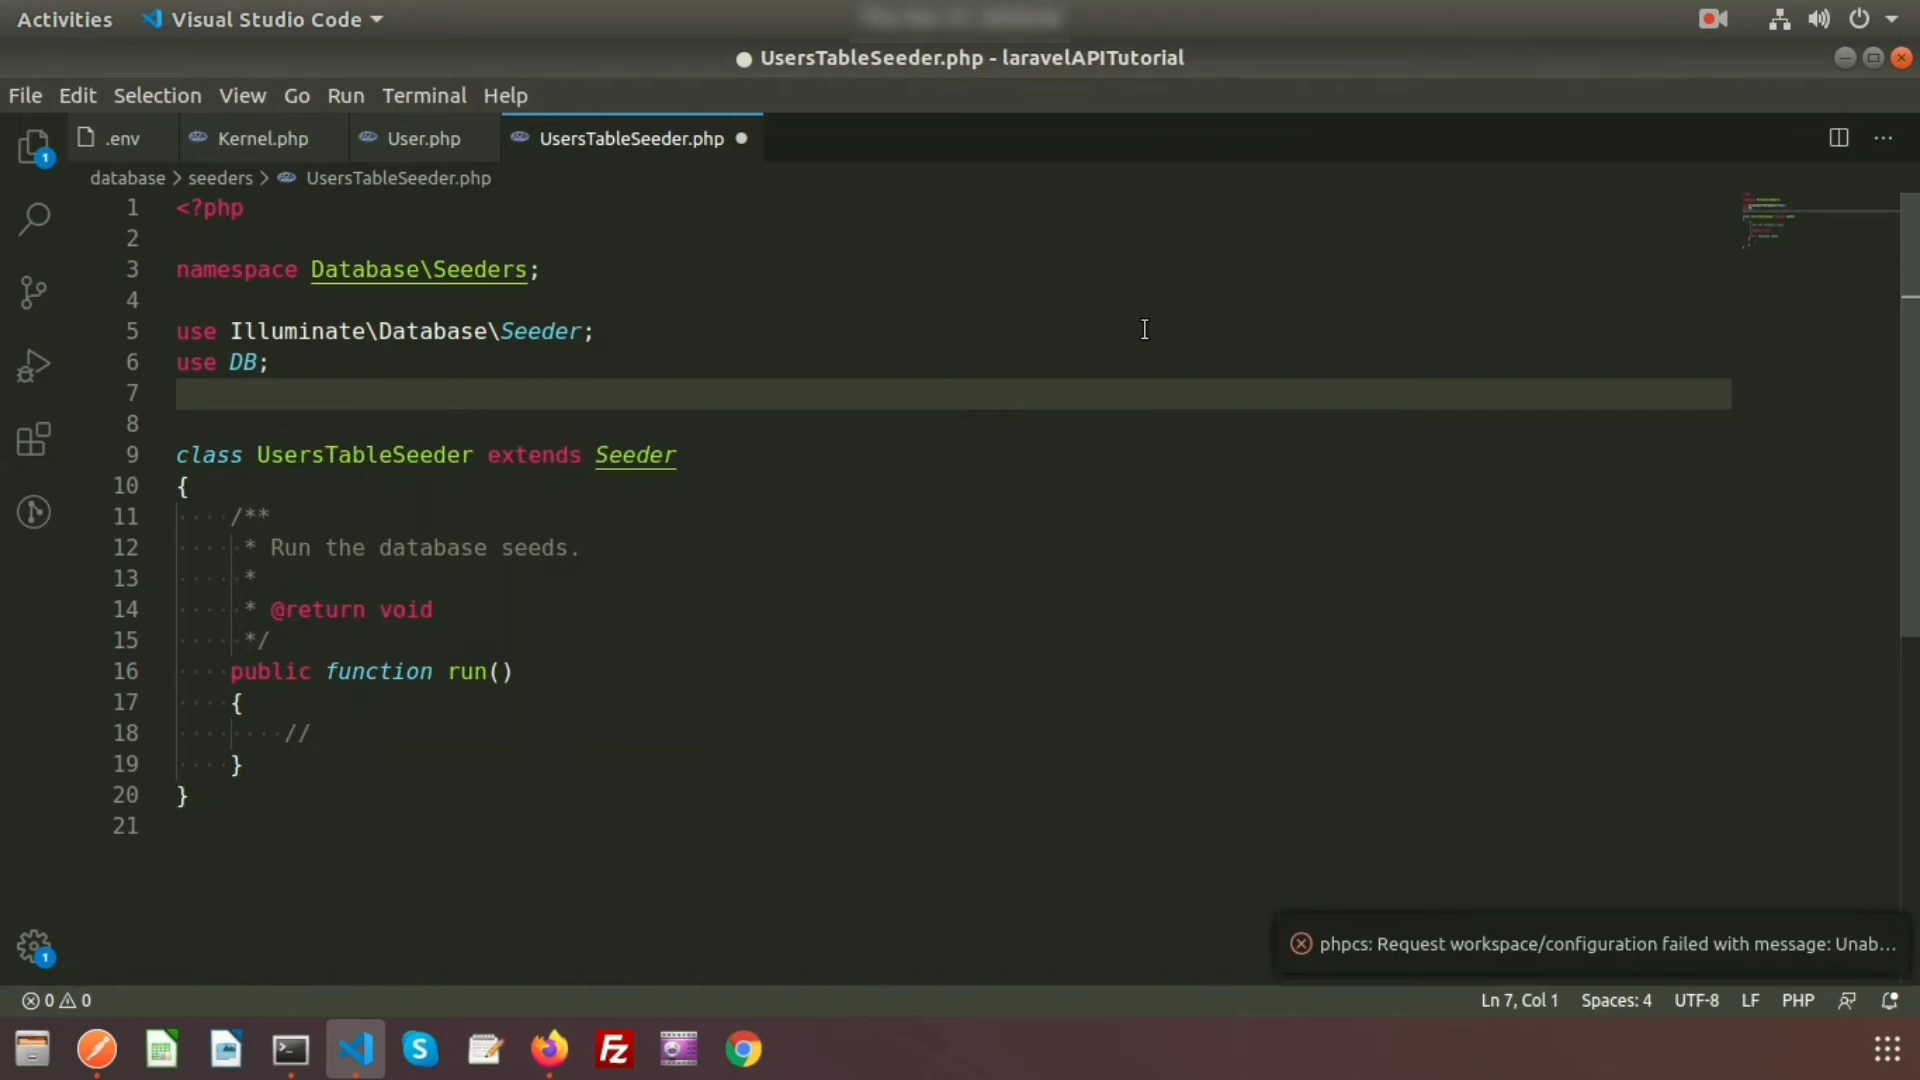 Activities Visual Studio Code
UsersTableSeeder.php - laravelAPITutorial
File Edit Selection View Go Run Terminal Help
.env Kernel.php User.php UsersTableSeeder.php
database > seeders > UsersTableSeeder.php
1 <?php
2
3 namespace Database\Seeders;
4
5 use Illuminate\Database\Seeder;
6 use DB;
7
8
9 class UsersTableSeeder extends Seeder
10 {
11 /**
12 * Run the database seeds.
13 *
14 * @return void
15 */
16 public function run()
17 {
18 //
19 }
20 }
21
phpcs: Request workspace/configuration failed with message: Unab...
0 0 Ln 7, Col 1 Spaces: 4 UTF-8 LF PHP